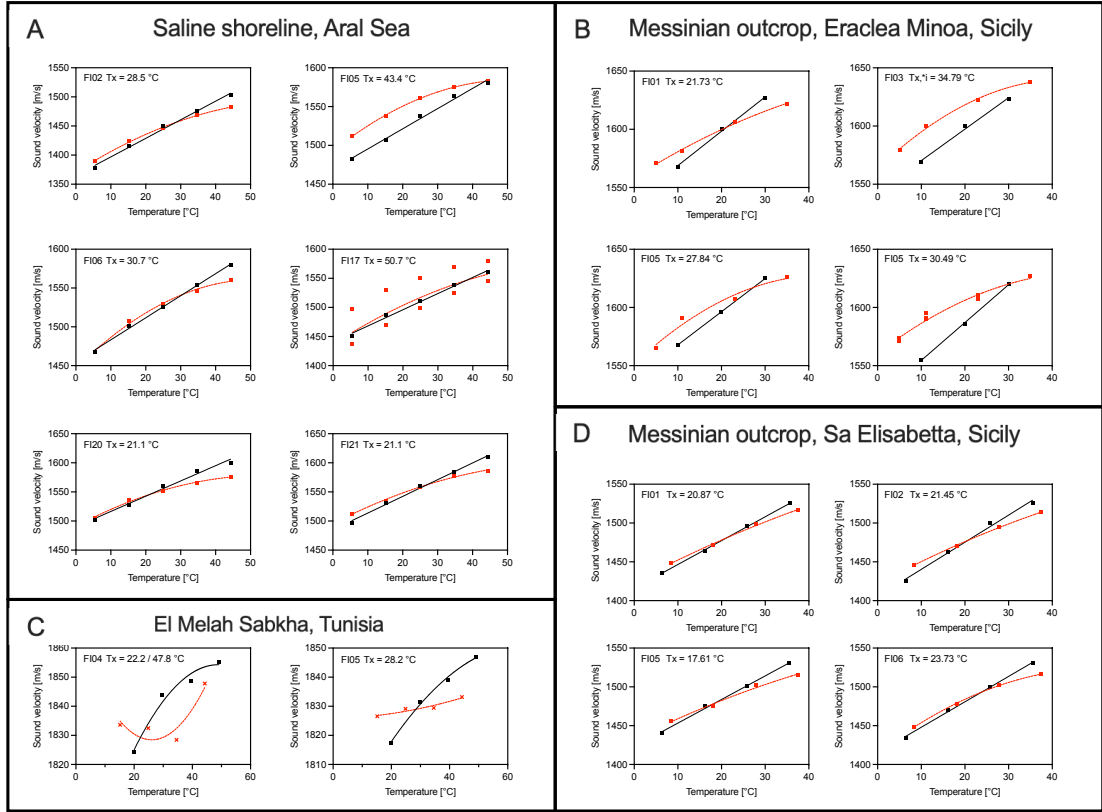 A Saline shoreline, Aral Sea
FI02 Tx = 28.5 °C
Sound velocity [m/s]
1550
1500
1450
1400
1350
0 10 20 30 40 50
Temperature [°C]
FI05 Tx = 43.4 °C
Sound velocity [m/s]
1600
1550
1500
1450
0 10 20 30 40 50
Temperature [°C]
FI06 Tx = 30.7 °C
Sound velocity [m/s]
1600
1550
1500
1450
0 10 20 30 40 50
Temperature [°C]
FI17 Tx = 50.7 °C
Sound velocity [m/s]
1600
1550
1500
1450
1400
0 10 20 30 40 50
Temperature [°C]
FI20 Tx = 21.1 °C
Sound velocity [m/s]
1650
1600
1550
1500
1450
0 10 20 30 40 50
Temperature [°C]
FI21 Tx = 21.1 °C
Sound velocity [m/s]
1650
1600
1550
1500
1450
0 10 20 30 40 50
Temperature [°C]
B Messinian outcrop, Eraclea Minoa, Sicily
FI01 Tx = 21.73 °C
Sound velocity [m/s]
1650
1600
1550
0 10 20 30 40
Temperature [°C]
FI03 Tx,*i = 34.79 °C
Sound velocity [m/s]
1650
1600
1550
0 10 20 30 40
Temperature [°C]
FI05 Tx = 27.84 °C
Sound velocity [m/s]
1650
1600
1550
0 10 20 30 40
Temperature [°C]
FI05 Tx = 30.49 °C
Sound velocity [m/s]
1650
1600
1550
0 10 20 30 40
Temperature [°C]
C El Melah Sabkha, Tunisia
FI04 Tx = 22.2 / 47.8 °C
Sound velocity [m/s]
1860
1850
1840
1830
1820
0 20 40 60
Temperature [°C]
FI05 Tx = 28.2 °C
Sound velocity [m/s]
1850
1840
1830
1820
1810
0 20 40 60
Temperature [°C]
D Messinian outcrop, Sa Elisabetta, Sicily
FI01 Tx = 20.87 °C
Sound velocity [m/s]
1550
1500
1450
1400
0 10 20 30 40
Temperature [°C]
FI02 Tx = 21.45 °C
Sound velocity [m/s]
1550
1500
1450
1400
0 10 20 30 40
Temperature [°C]
FI05 Tx = 17.61 °C
Sound velocity [m/s]
1550
1500
1450
1400
0 10 20 30 40
Temperature [°C]
FI06 Tx = 23.73 °C
Sound velocity [m/s]
1550
1500
1450
1400
0 10 20 30 40
Temperature [°C]